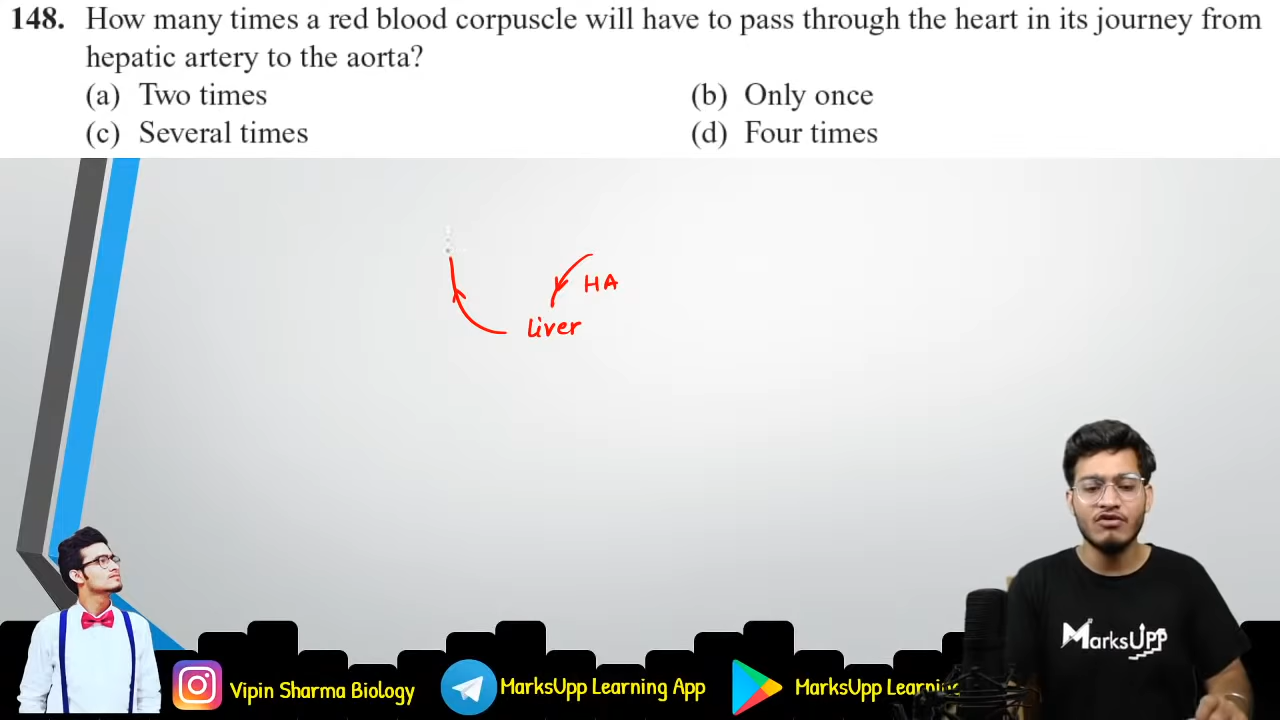 148. How many times a red blood corpuscle will have to pass through the heart in its journey from
hepatic artery to the aorta?
(a) Two times (b) Only once
(c) Several times (d) Four times
HA
Liver
MarksUpp
Vipin Sharma Biology
MarksUpp Learning App
MarksUpp Learning